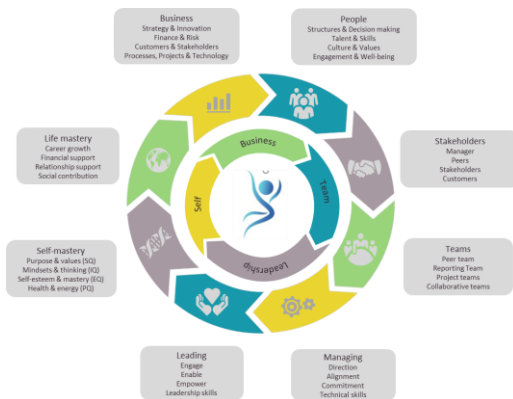 Business
Strategy & Innovation
Finance & Risk
Customers & Stakeholders
Processes, Projects & Technology
People
Structures & Decision making
Talent & Skills
Culture & Values
Engagement & Well-being
Stakeholders
Manager
Peers
Stakeholders
Customers
Teams
Peer team
Reporting Team
Project teams
Collaborative teams
Managing
Direction
Alignment
Commitment
Technical skills
Leading
Engage
Enable
Empower
Leadership skills
Self-mastery
Purpose & values (SQ)
Mindsets & thinking (IQ)
Self-esteem & mastery (EQ)
Health & energy (PQ)
Life mastery
Career growth
Financial support
Relationship support
Social contribution
Business
Team
Leadership
Self